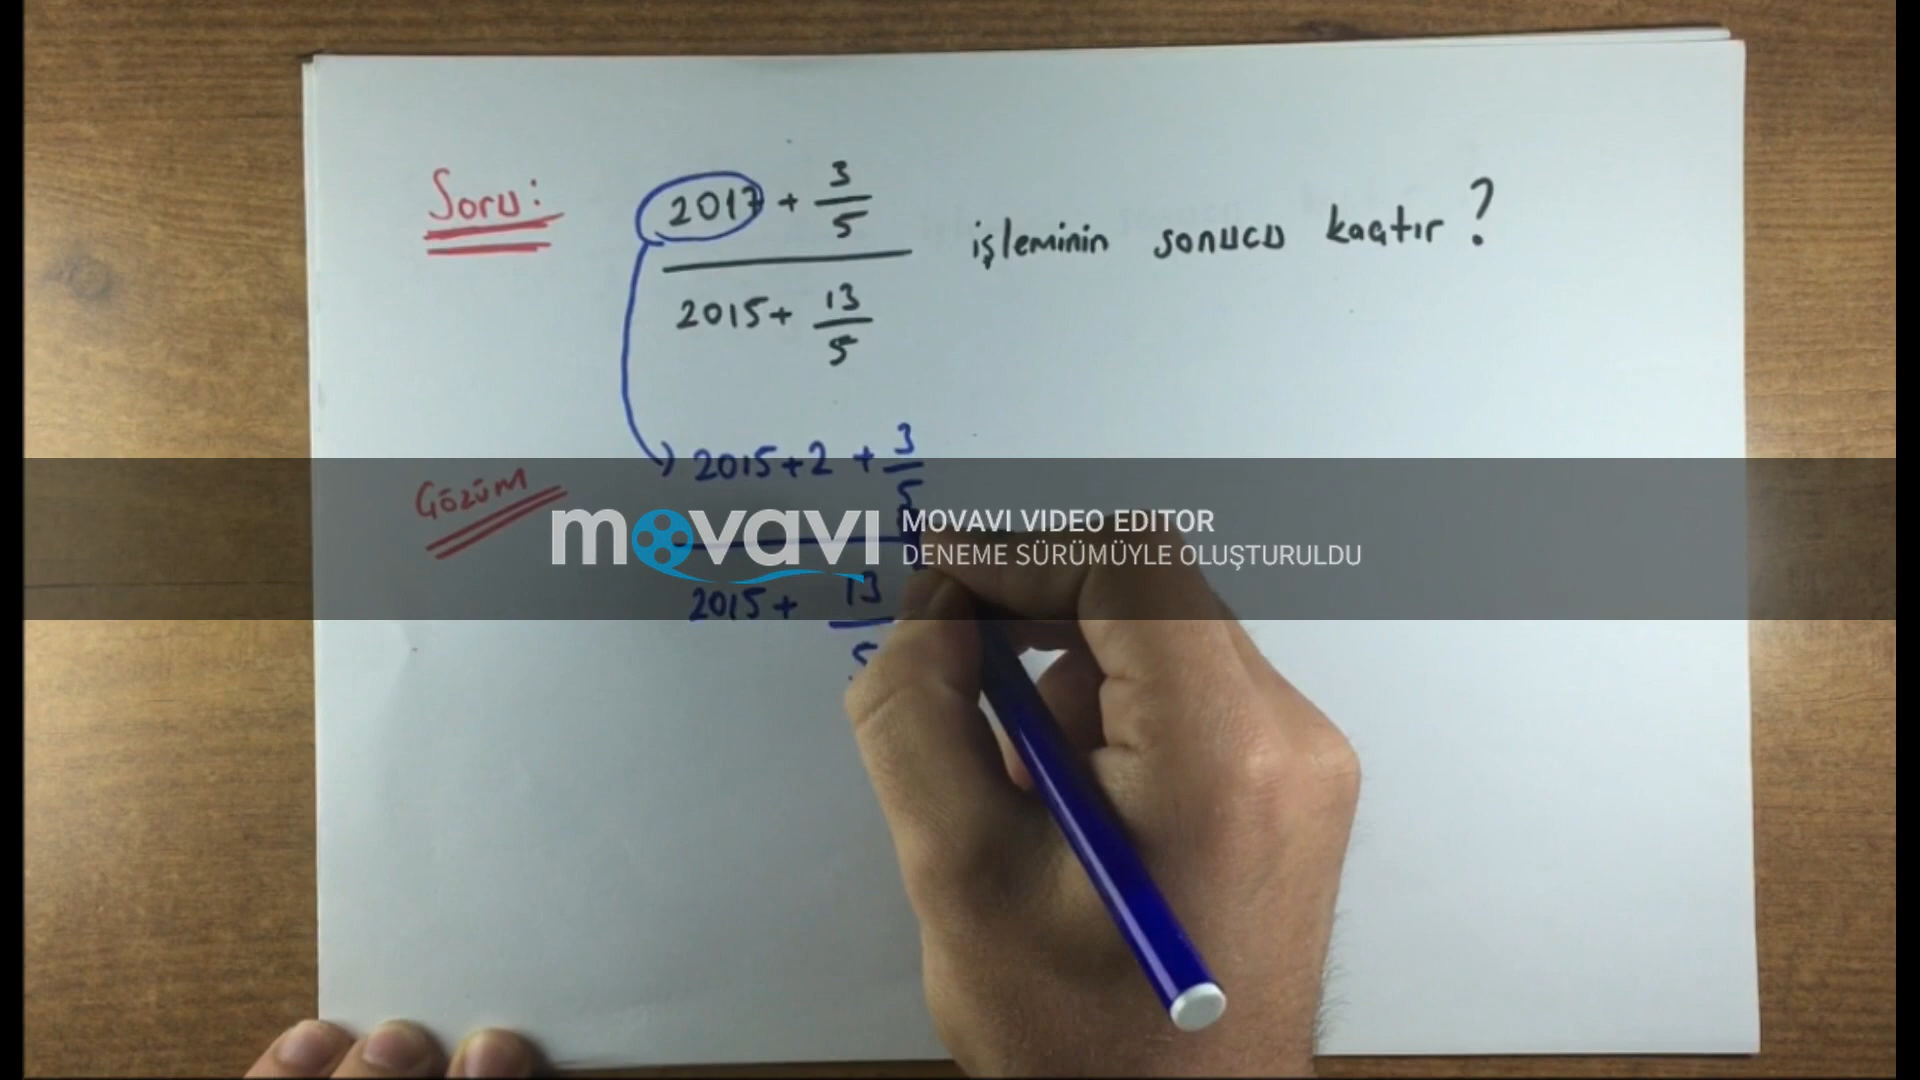 Soru:
2017 + 3/5
2015 + 13/5
işleminin sonucu kaçtır?
Çözüm
2015+2 + 3/5
2015 + 13/5
movavi
MOVAVI VIDEO EDITOR
DENEME SÜRÜMÜYLE OLUŞTURULDU